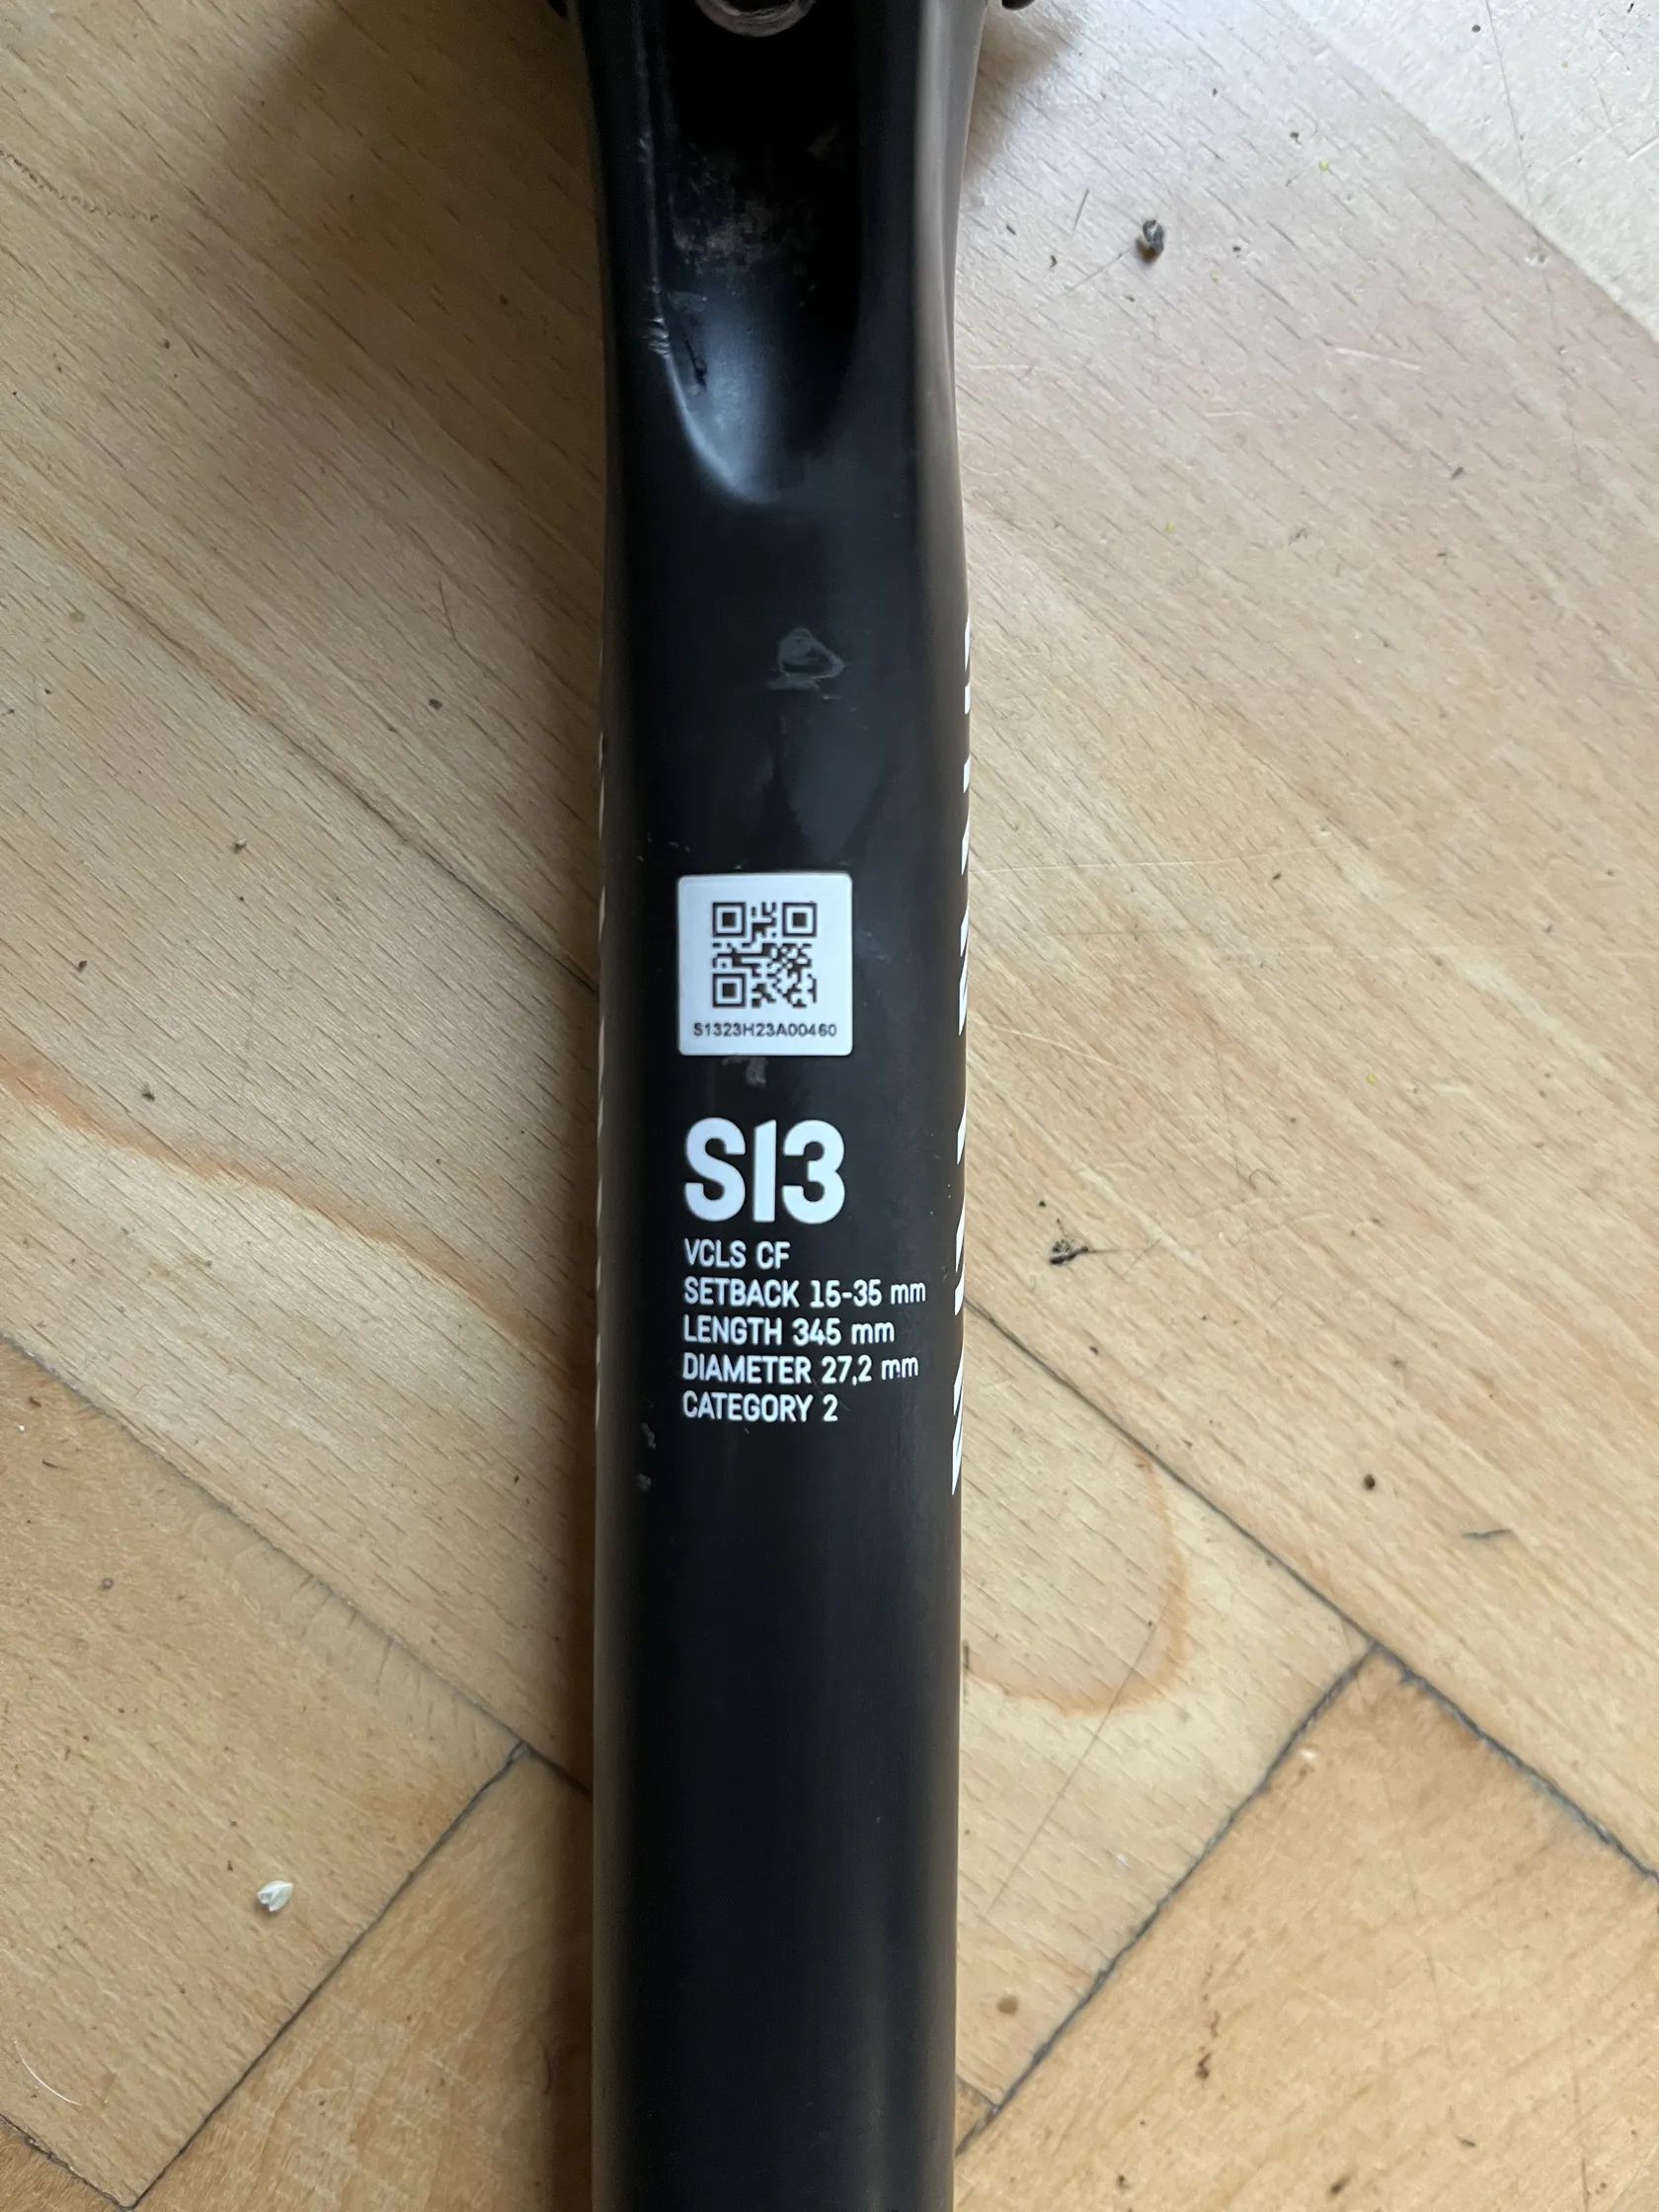 S1323H23A00460
S13
VCLS CF
SETBACK 15-35 mm
LENGTH 345 mm
DIAMETER 27,2 mm
CATEGORY 2